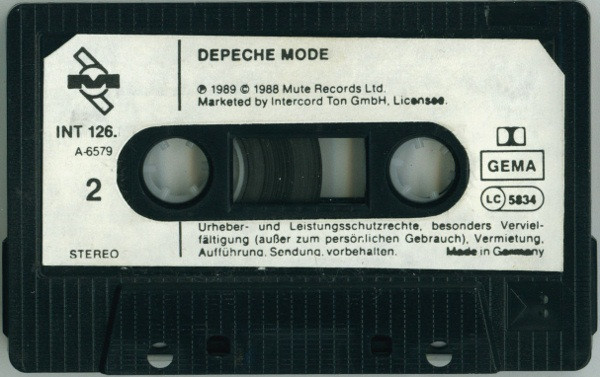 DEPECHE MODE
℗ 1989 © 1988 Mute Records Ltd.
Marketed by Intercord Ton GmbH, Licensee.
INT 126.
A-6579
2
STEREO
GEMA
LC 5834
Urheber- und Leistungsschutzrechte, besonders Verviel-
fältigung (außer zum persönlichen Gebrauch), Vermietung,
Aufführung, Sendung, vorbehalten.
Made in Germany